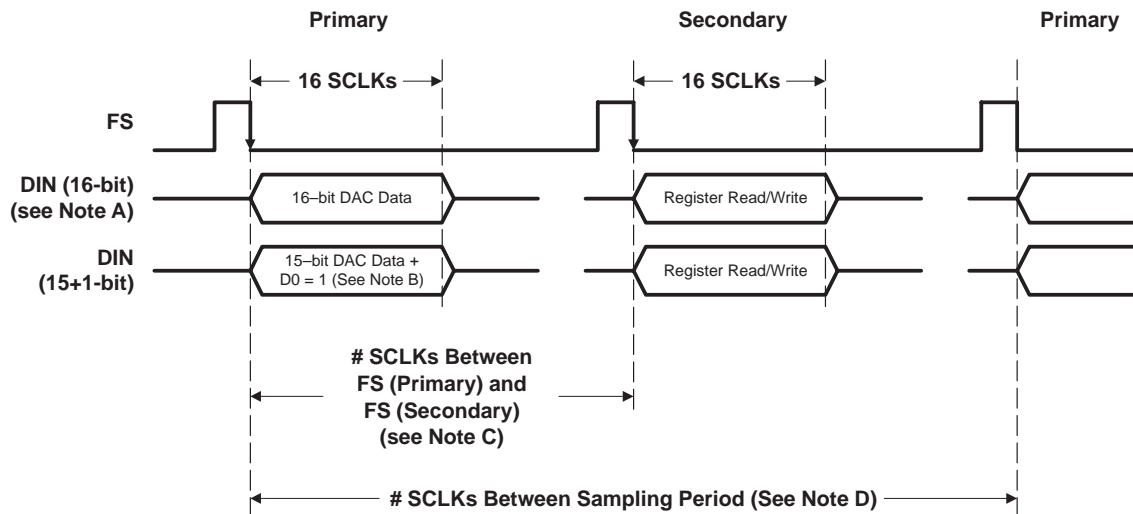 Primary
Secondary
Primary
16 SCLKs
16 SCLKs
FS
DIN (16-bit)
(see Note A)
16–bit DAC Data
Register Read/Write
DIN
(15+1-bit)
15-bit DAC Data +
D0 = 1 (See Note B)
Register Read/Write
# SCLKs Between
FS (Primary) and
FS (Secondary)
(see Note C)
# SCLKs Between Sampling Period (See Note D)